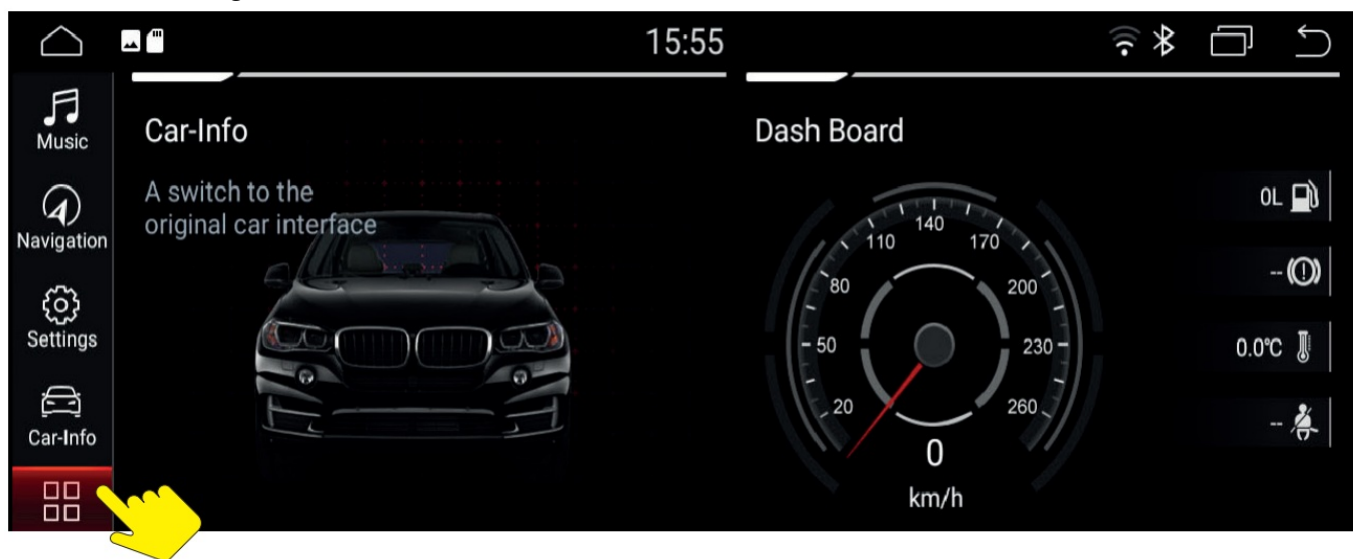 15:55
Music
Navigation
Settings
Car-Info
Car-Info
A switch to the
original car interface
Dash Board
20
50
80
110
140
170
200
230
260
0
km/h
0L
--
0.0°C
--